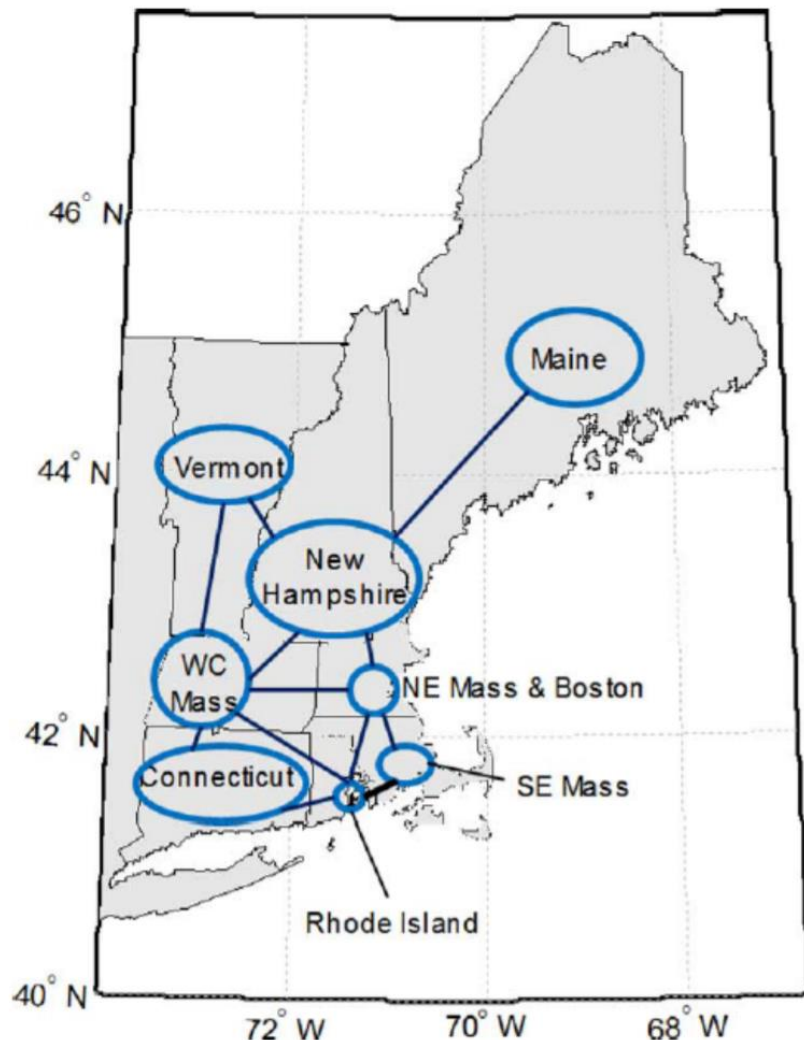 46° N
Maine
Vermont
44° N
New
Hampshire
WC
Mass
NE Mass & Boston
42° N
Connecticut
SE Mass
Rhode Island
40° N
72° W
70° W
68° W